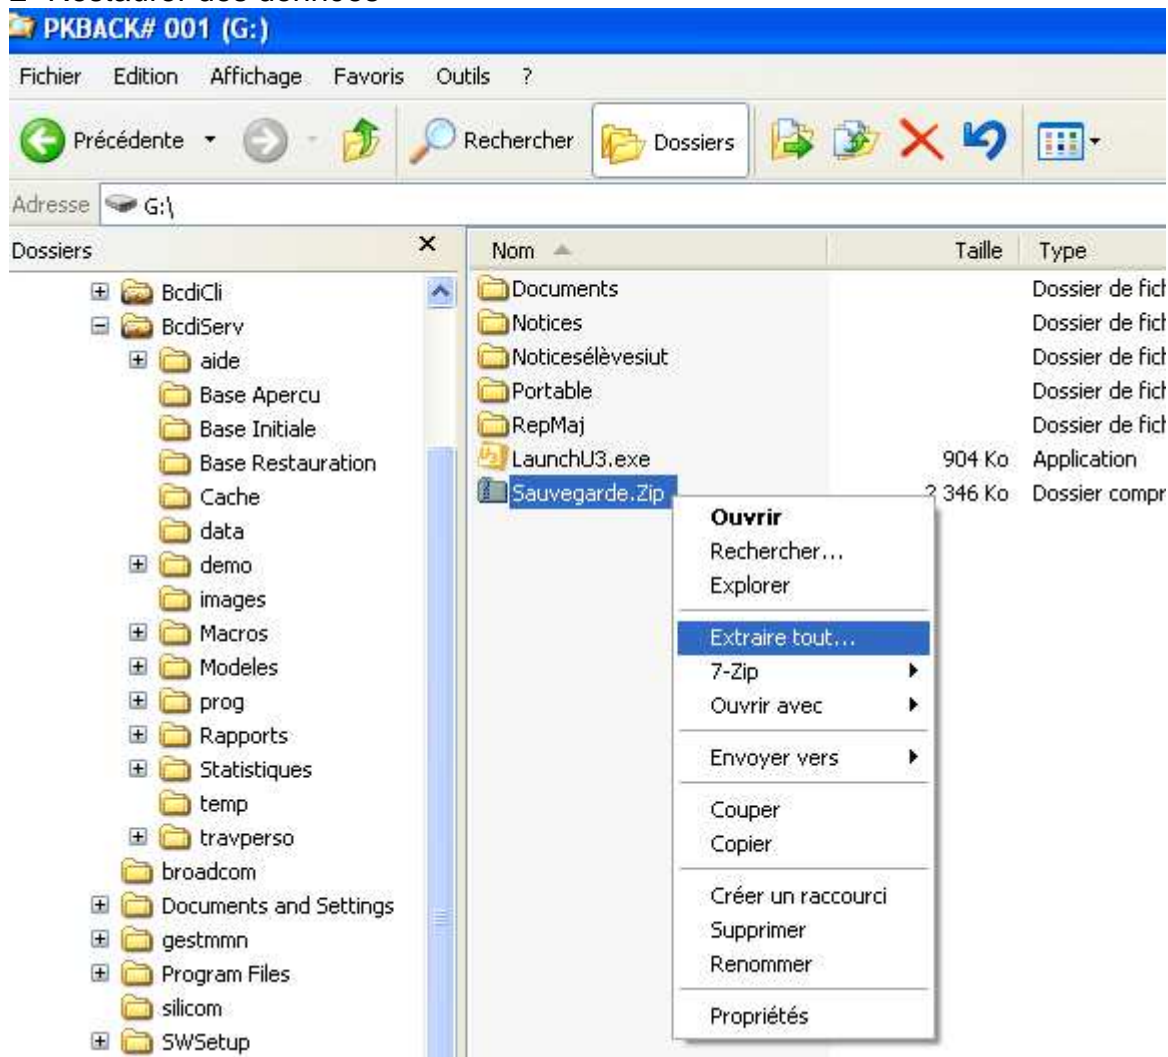 2- Restaurer des données
PKBACK# 001 (G:)
Fichier Edition Affichage Favoris Outils ?
Précédente Rechercher Dossiers
Adresse G:\
Dossiers
BcdiCli
BcdiServ
aide
Base Apercu
Base Initiale
Base Restauration
Cache
data
demo
images
Macros
Modeles
prog
Rapports
Statistiques
temp
travperso
broadcom
Documents and Settings
gestmmn
Program Files
silicom
SWSetup
Nom Taille Type
Documents Dossier de fich
Notices Dossier de fich
Noticesélèvesiut Dossier de fich
Portable Dossier de fich
RepMaj Dossier de fich
LaunchU3.exe 904 Ko Application
Sauvegarde.Zip 2 346 Ko Dossier compr
Ouvrir
Rechercher...
Explorer
Extraire tout...
7-Zip
Ouvrir avec
Envoyer vers
Couper
Copier
Créer un raccourci
Supprimer
Renommer
Propriétés